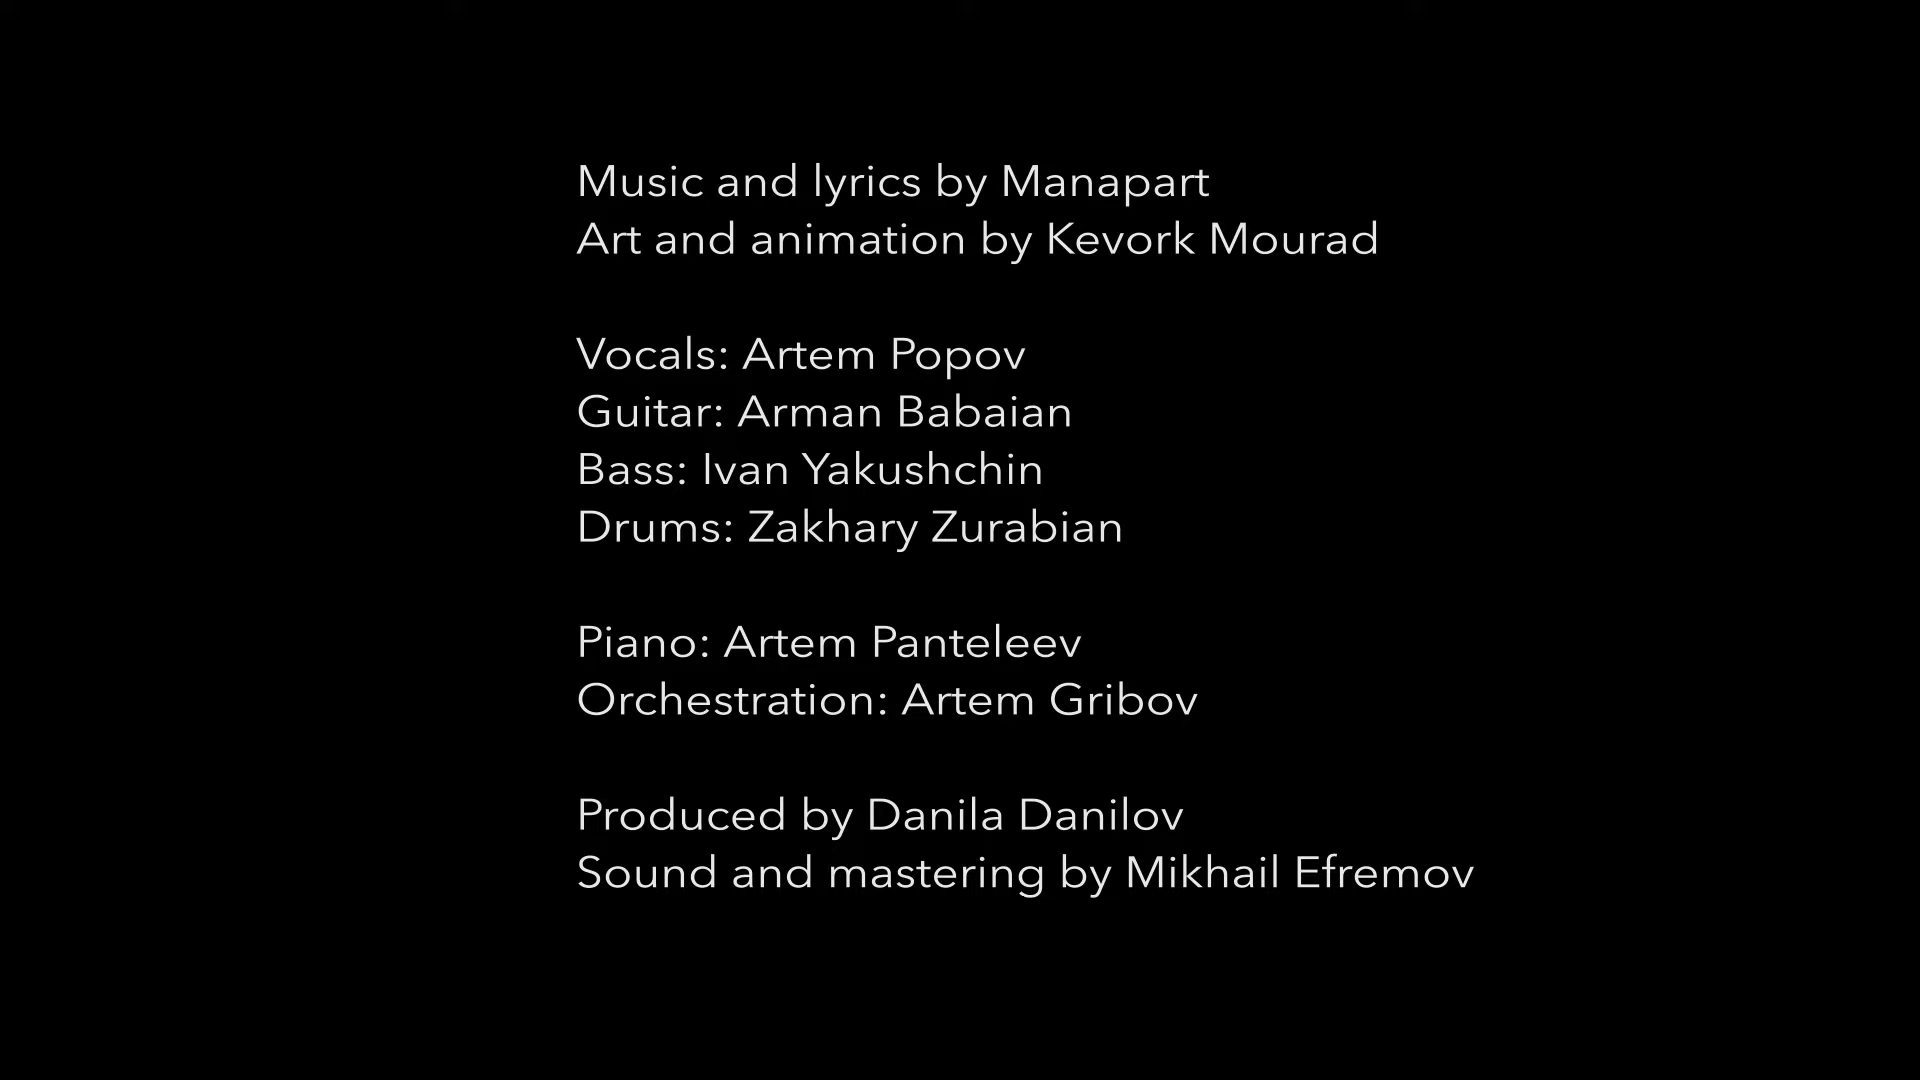 Music and lyrics by Manapart
Art and animation by Kevork Mourad
Vocals: Artem Popov
Guitar: Arman Babaian
Bass: Ivan Yakushchin
Drums: Zakhary Zurabian
Piano: Artem Panteleev
Orchestration: Artem Gribov
Produced by Danila Danilov
Sound and mastering by Mikhail Efremov